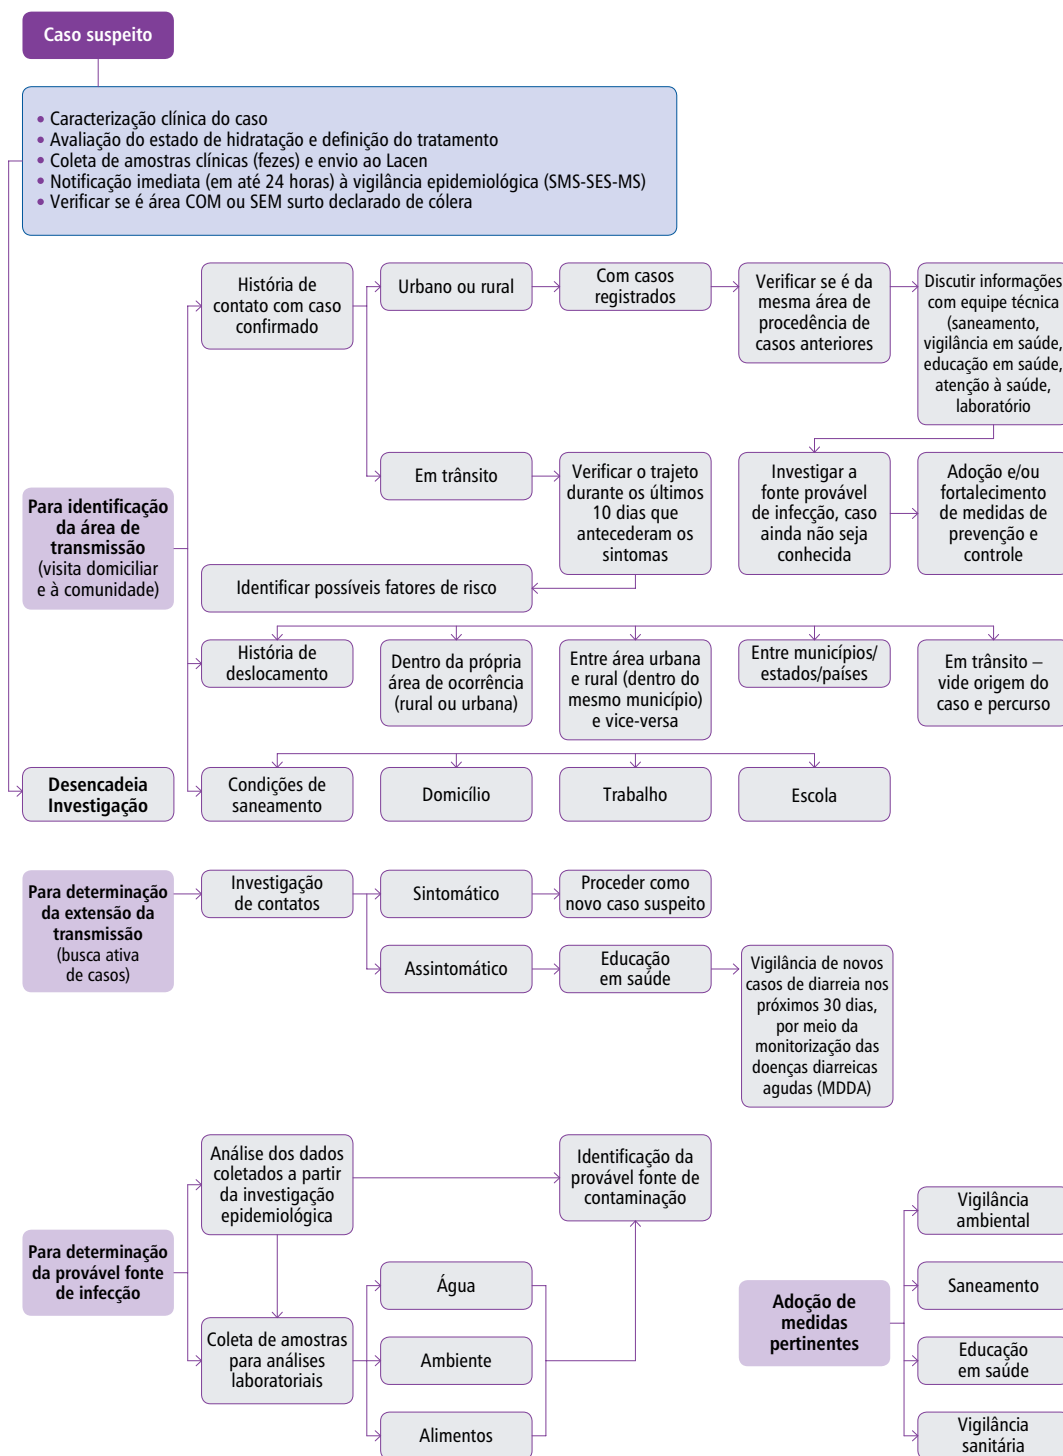 Caso suspeito
• Caracterização clínica do caso
• Avaliação do estado de hidratação e definição do tratamento
• Coleta de amostras clínicas (fezes) e envio ao Lacen
• Notificação imediata (em até 24 horas) à vigilância epidemiológica (SMS-SES-MS)
• Verificar se é área COM ou SEM surto declarado de cólera
História de
contato com caso
confirmado
Urbano ou rural
Com casos
registrados
Verificar se é da
mesma área de
procedência de
casos anteriores
Discutir informações
com equipe técnica
(saneamento,
vigilância em saúde,
educação em saúde,
atenção à saúde,
laboratório
Para identificação
da área de
transmissão
(visita domiciliar
e à comunidade)
Em trânsito
Verificar o trajeto
durante os últimos
10 dias que
antecederam os
sintomas
Investigar a
fonte provável
de infecção, caso
ainda não seja
conhecida
Adoção e/ou
fortalecimento
de medidas de
prevenção e
controle
Identificar possíveis fatores de risco
História de
deslocamento
Dentro da própria
área de ocorrência
(rural ou urbana)
Entre área urbana
e rural (dentro do
mesmo município)
e vice-versa
Entre municípios/
estados/países
Em trânsito –
vide origem do
caso e percurso
Desencadeia
Investigação
Condições de
saneamento
Domicílio
Trabalho
Escola
Para determinação
da extensão da
transmissão
(busca ativa
de casos)
Investigação
de contatos
Sintomático
Proceder como
novo caso suspeito
Assintomático
Educação
em saúde
Vigilância de novos
casos de diarreia nos
próximos 30 dias,
por meio da
monitorização das
doenças diarreicas
agudas (MDDA)
Para determinação
da provável fonte
de infecção
Análise dos dados
coletados a partir
da investigação
epidemiológica
Identificação da
provável fonte de
contaminação
Coleta de amostras
para análises
laboratoriais
Água
Ambiente
Alimentos
Adoção de
medidas
pertinentes
Vigilância
ambiental
Saneamento
Educação
em saúde
Vigilância
sanitária